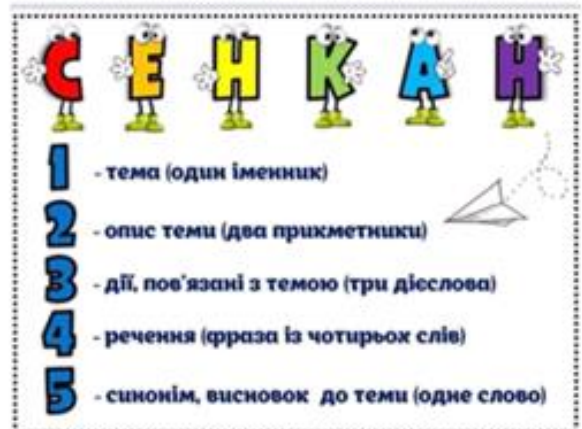 СЕНКАН
1 - тема (один іменник)
2 - опис теми (два прикметники)
3 - дії, пов'язані з темою (три дієслова)
4 - речення (фраза із чотирьох слів)
5 - синонім, висновок до теми (одне слово)